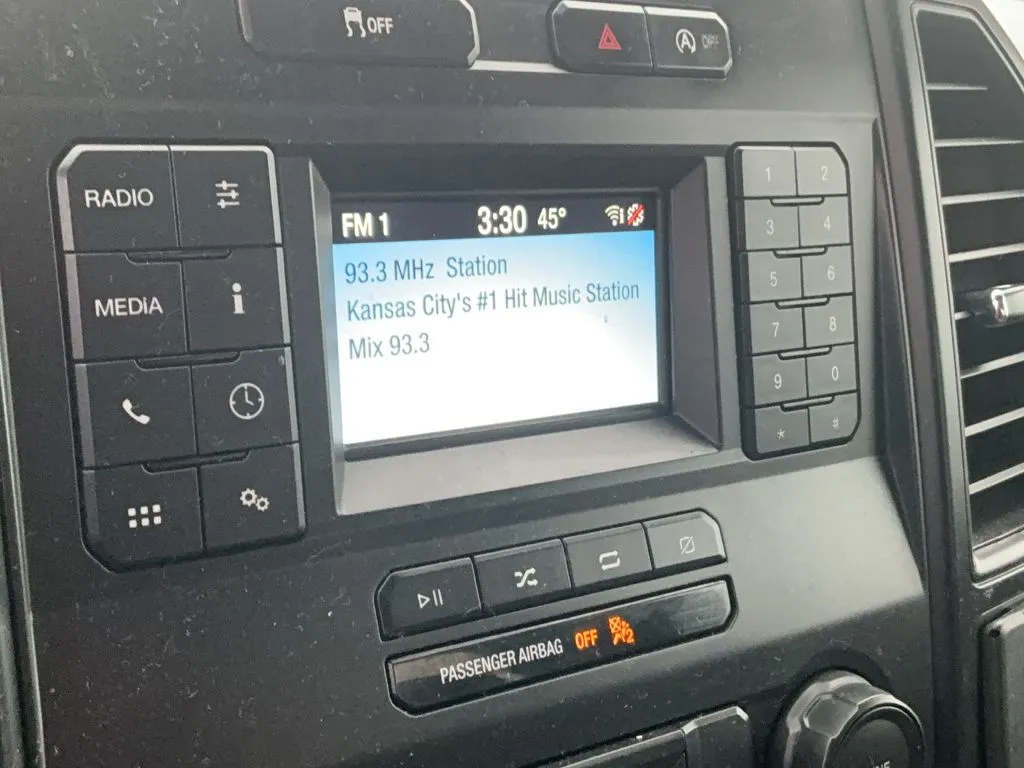 OFF
A OFF
RADIO
MEDIA
i
FM 1 3:30 45°
93.3 MHz Station
Kansas City's #1 Hit Music Station
Mix 93.3
1 2
3 4
5 6
7 8
9 0
* #
PASSENGER AIRBAG OFF 2